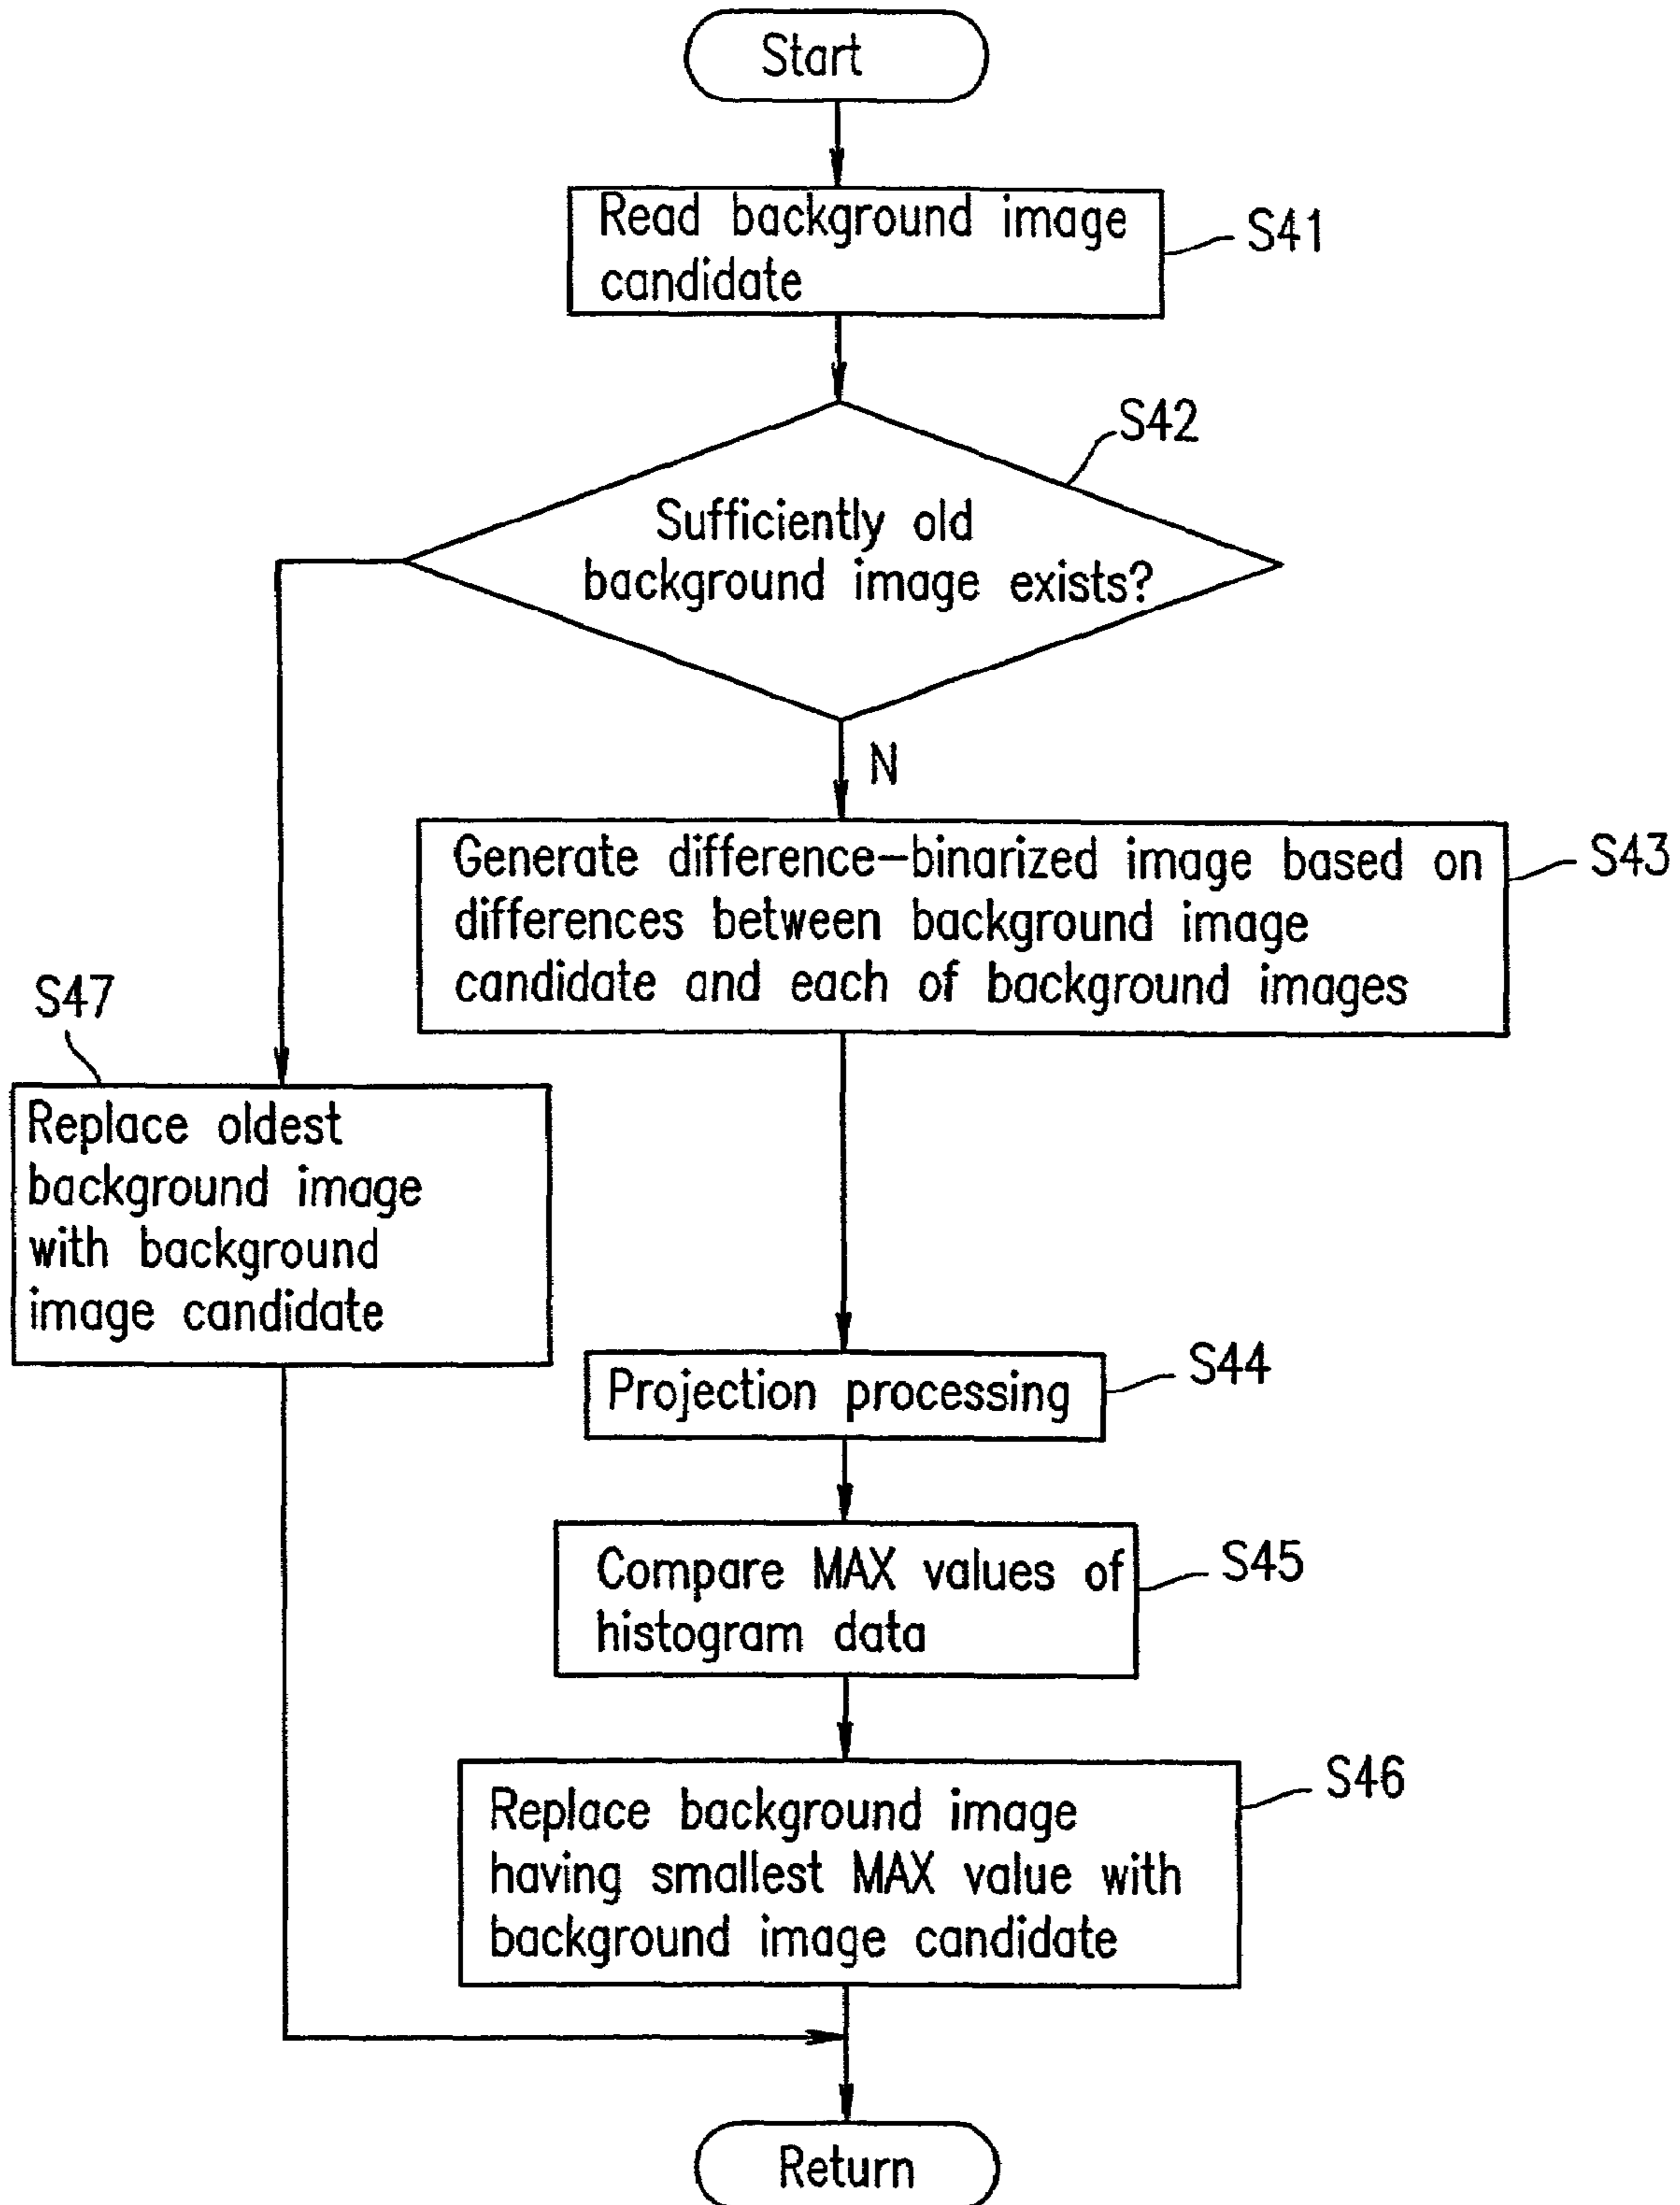 Start
Read background image
candidate
S41
S42
Sufficiently old
background image exists?
N
Generate difference-binarized image based on
differences between background image
candidate and each of background images
S43
S47
Replace oldest
background image
with background
image candidate
Projection processing
S44
Compare MAX values of
histogram data
S45
Replace background image
having smallest MAX value with
background image candidate
S46
Return